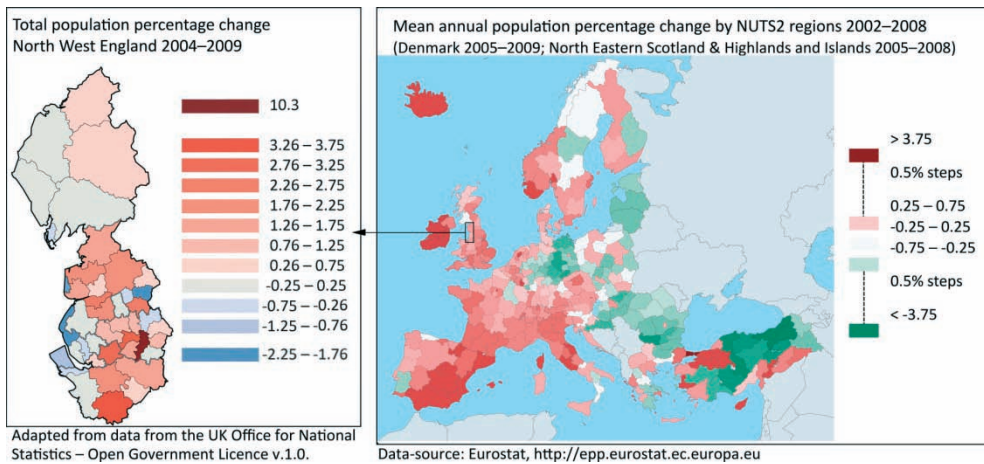 Total population percentage change
North West England 2004–2009
10.3
3.26 – 3.75
2.76 – 3.25
2.26 – 2.75
1.76 – 2.25
1.26 – 1.75
0.76 – 1.25
0.26 – 0.75
-0.25 – 0.25
-0.75 – -0.26
-1.25 – -0.76
-2.25 – -1.76
Adapted from data from the UK Office for National
Statistics – Open Government Licence v.1.0.
Mean annual population percentage change by NUTS2 regions 2002–2008
(Denmark 2005–2009; North Eastern Scotland & Highlands and Islands 2005–2008)
> 3.75
0.5% steps
0.25 – 0.75
-0.25 – 0.25
-0.75 – -0.25
0.5% steps
< -3.75
Data-source: Eurostat, http://epp.eurostat.ec.europa.eu